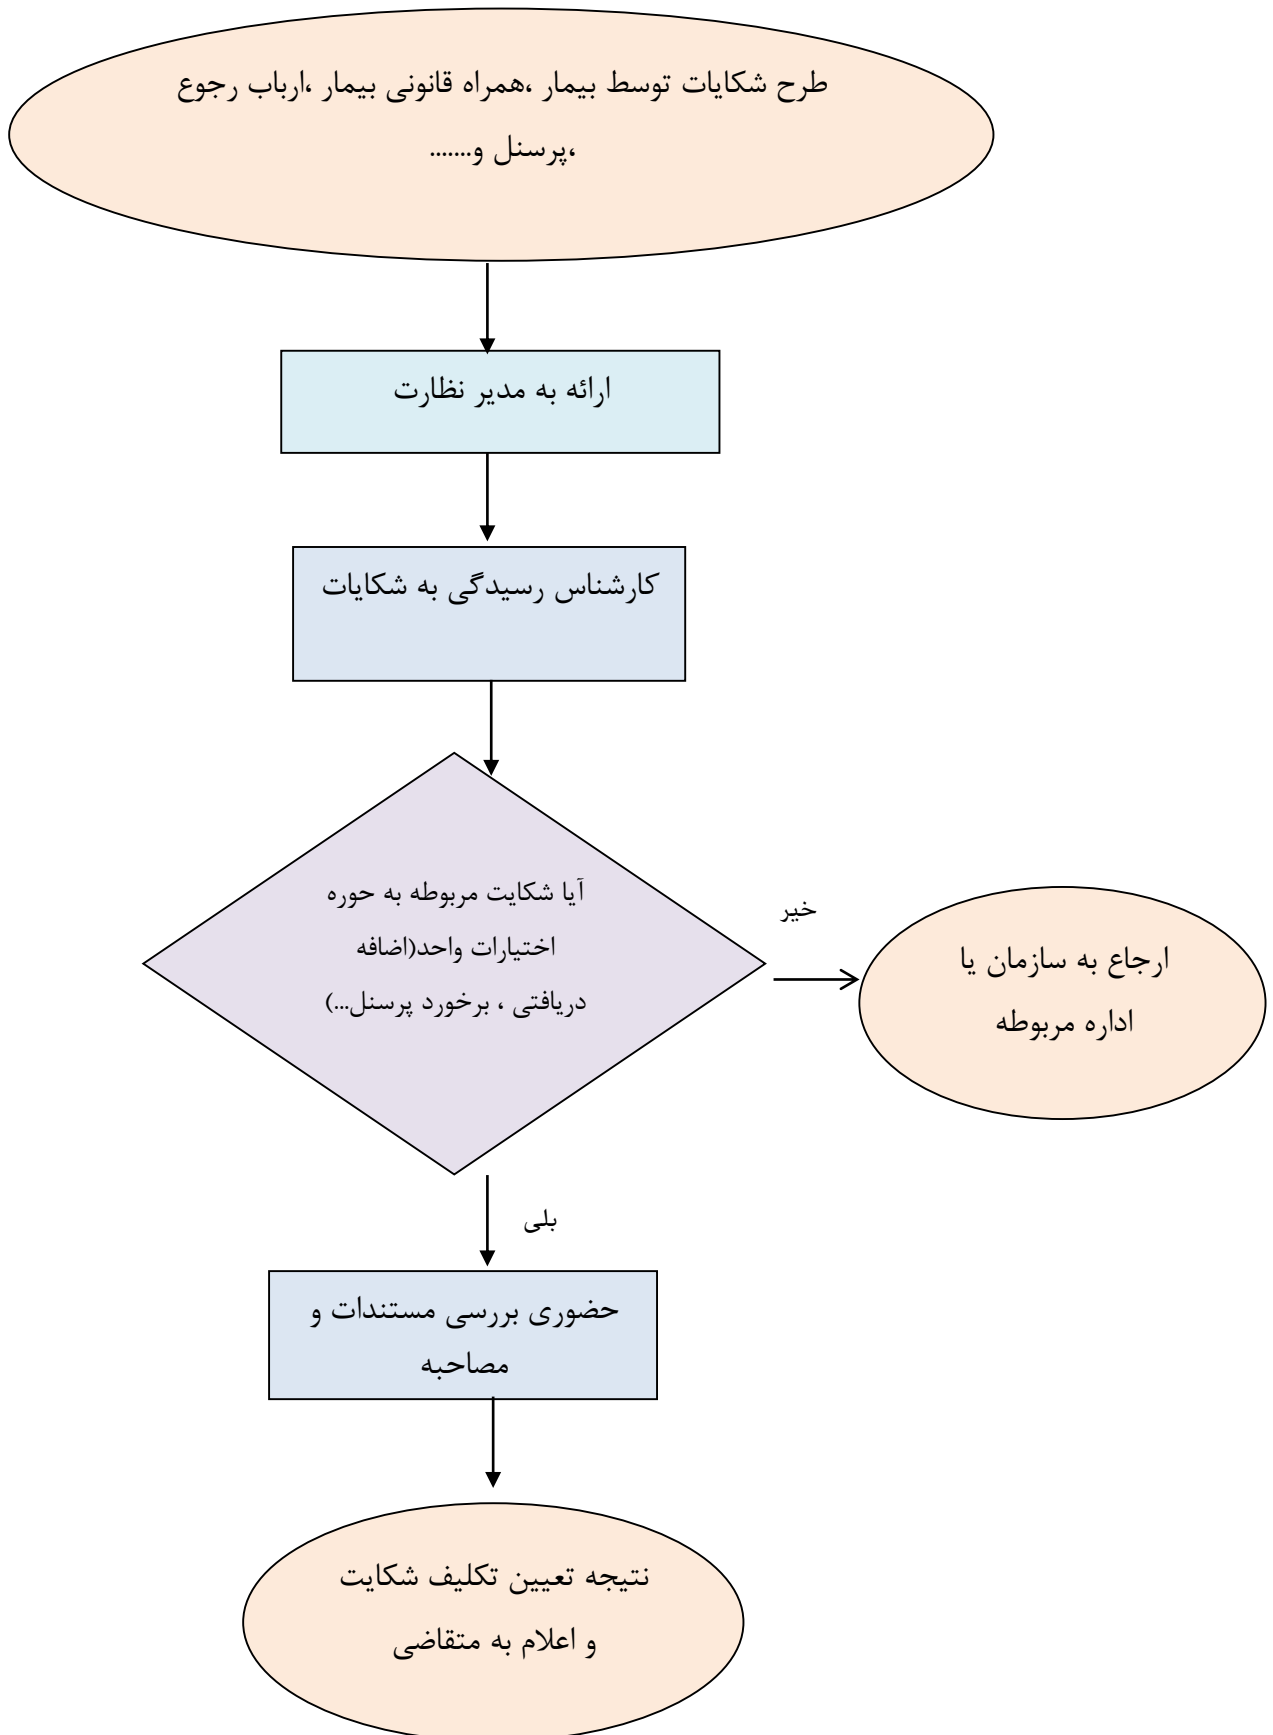 طرح شکایات توسط بیمار ،همراه قانونی بیمار ،ارباب رجوع
،پرسنل و.......
ارائه به مدیر نظارت
کارشناس رسیدگی به شکایات
آیا شکایت مربوطه به حوره
اختیارات واحد(اضافه
دریافتی ، برخورد پرسنل...)
خیر
ارجاع به سازمان یا
اداره مربوطه
بلی
حضوری بررسی مستندات و
مصاحبه
نتیجه تعیین تکلیف شکایت
و اعلام به متقاضی